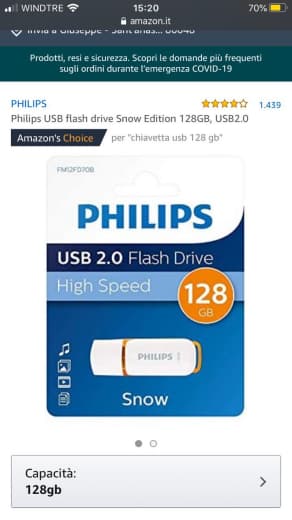 WINDTRE
15:20
70%
amazon.it
Prodotti, resi e sicurezza. Scopri le domande più frequenti
sugli ordini durante l'emergenza COVID-19
PHILIPS
1.439
Philips USB flash drive Snow Edition 128GB, USB2.0
Amazon's Choice per "chiavetta usb 128 gb"
FM12FD70B
PHILIPS
USB 2.0 Flash Drive
High Speed
128
GB
PHILIPS
Snow
Capacità:
128gb